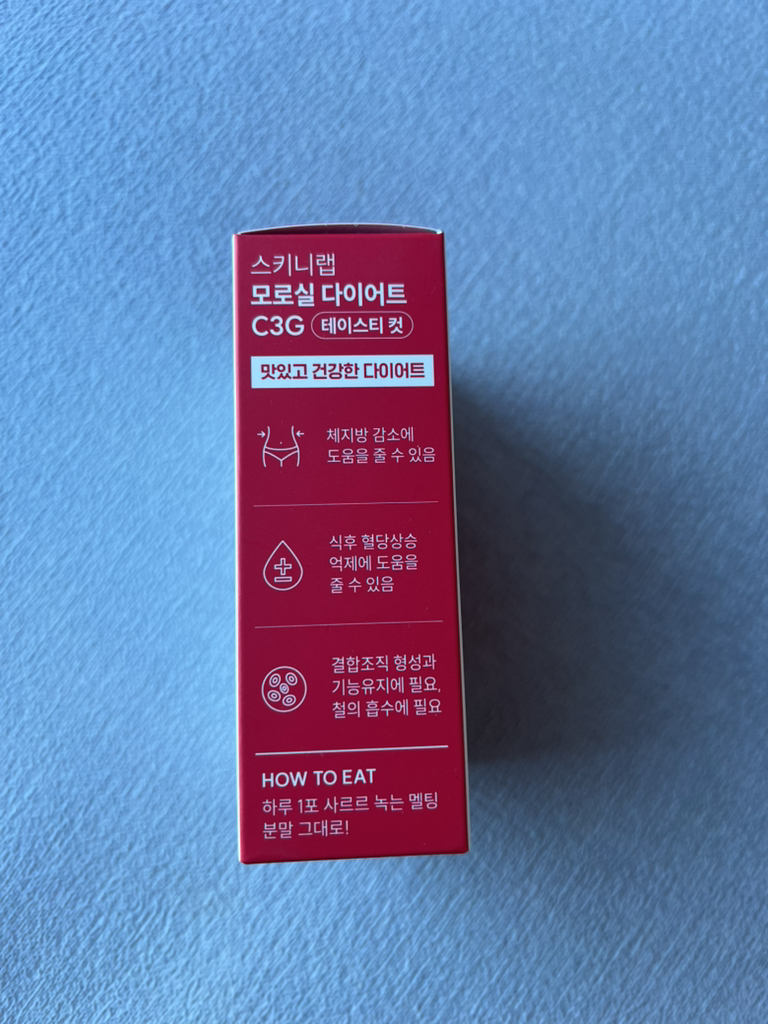 스키니랩
모로실 다이어트
C3G 테이스티 컷
맛있고 건강한 다이어트
체지방 감소에
도움을 줄 수 있음
식후 혈당상승
억제에 도움을
줄 수 있음
결합조직 형성과
기능유지에 필요,
철의 흡수에 필요
HOW TO EAT
하루 1포 사르르 녹는 멜팅
분말 그대로!